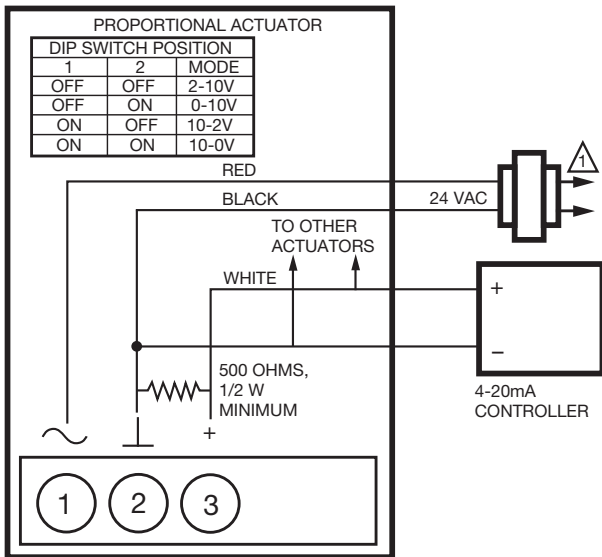 PROPORTIONAL ACTUATOR
DIP SWITCH POSITION
1 2 MODE
OFF OFF 2-10V
OFF ON 0-10V
ON OFF 10-2V
ON ON 10-0V
RED
1
BLACK
24 VAC
TO OTHER
ACTUATORS
WHITE
+
−
500 OHMS,
1/2 W
MINIMUM
4-20mA
CONTROLLER
+
1 2 3